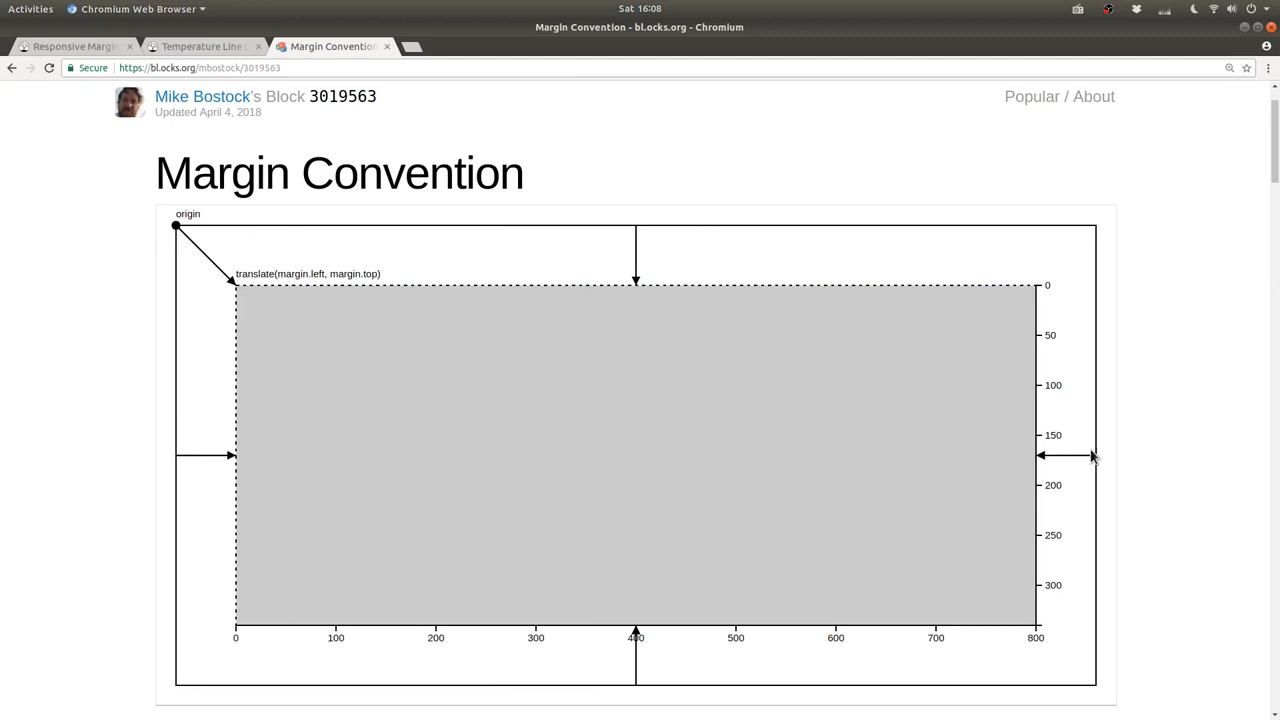 Activities Chromium Web Browser Sat 16:08
Margin Convention - bl.ocks.org - Chromium
Responsive Margin Temperature Line C Margin Convention
Secure https://bl.ocks.org/mbostock/3019563
Mike Bostock's Block 3019563 Popular / About
Updated April 4, 2018
Margin Convention
origin
translate(margin.left, margin.top)
0
50
100
150
200
250
300
0 100 200 300 400 500 600 700 800